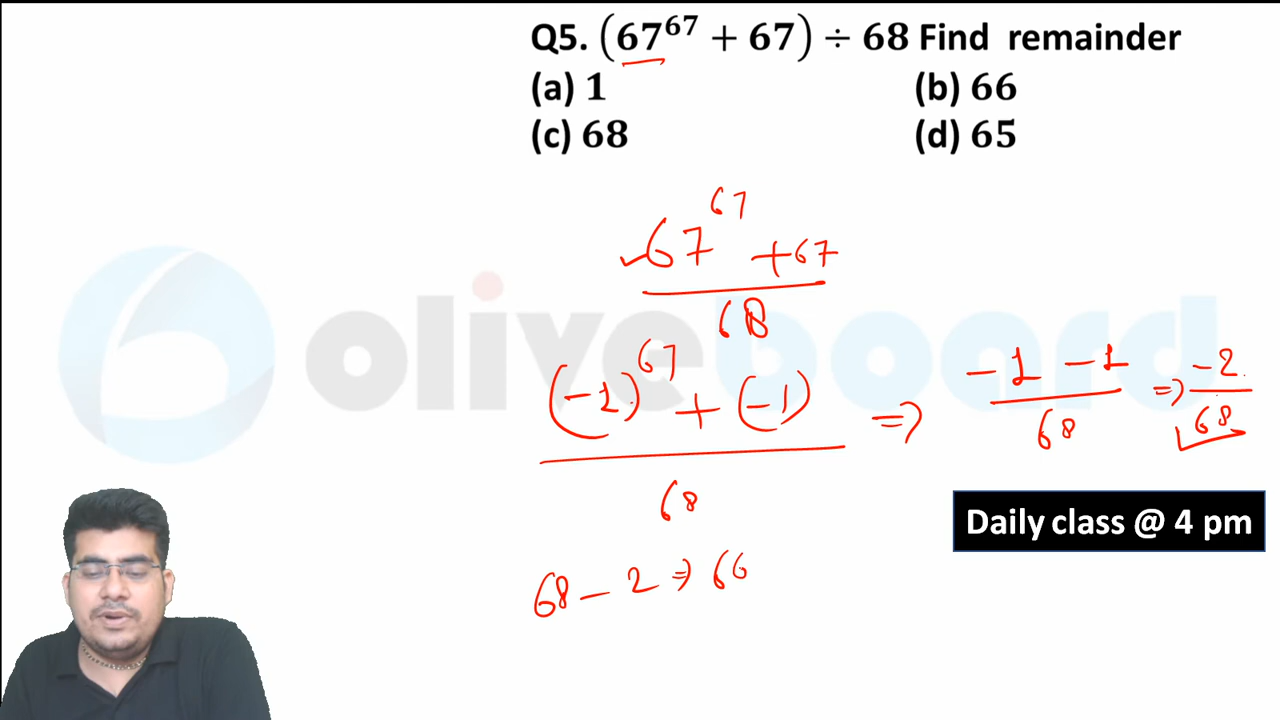 Q5. (67^67 + 67) ÷ 68 Find remainder
(a) 1 (b) 66
(c) 68 (d) 65
67^67 + 67
68
(-1)^67 + (-1) ⇒ -1 -1 ⇒ -2
68 68 68
68 - 2 ⇒ 66
oliveboard
Daily class @ 4 pm